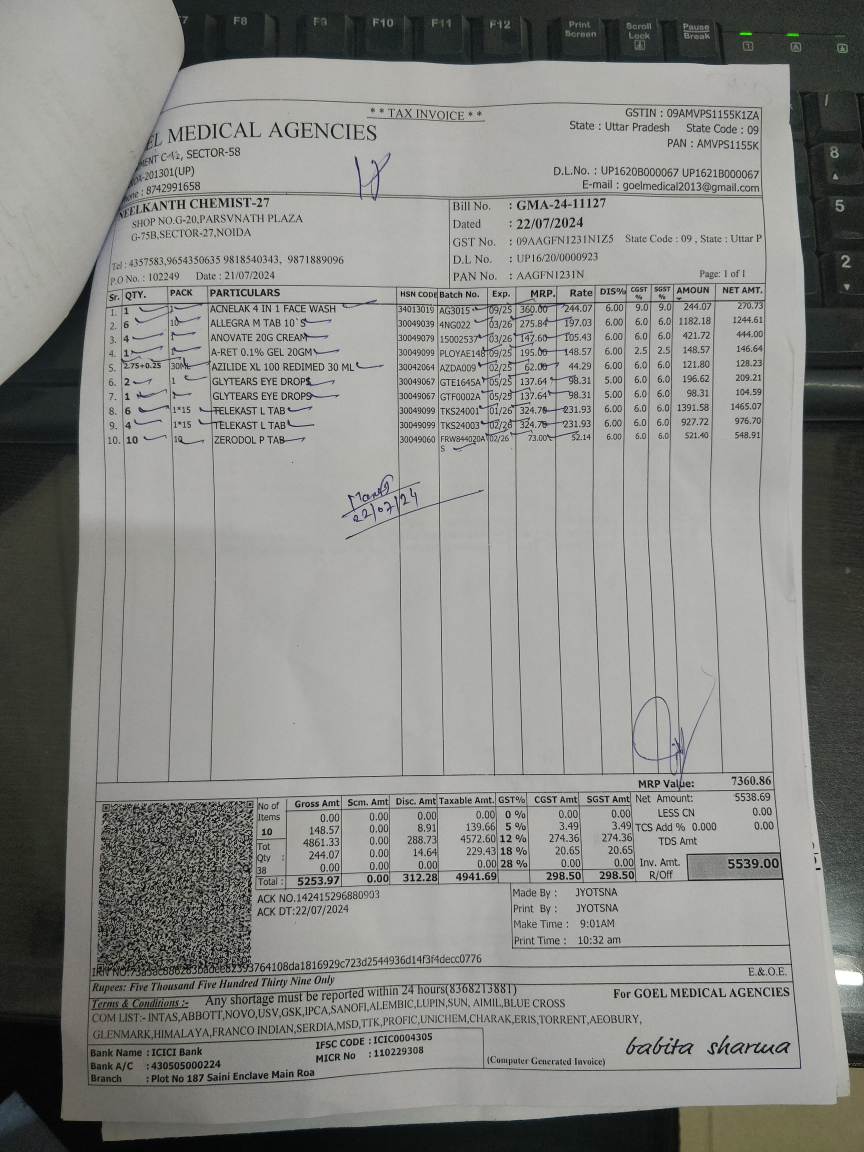 F8 F9 F10 F11 F12 Print Screen Scroll Lock Pause Break
* * TAX INVOICE * *
MEDICAL AGENCIES
SECTOR-58
201301(UP)
8742991658
GSTIN : 09AMVPS1155K1ZA
State : Uttar Pradesh State Code : 09
PAN : AMVPS1155K
D.L.No. : UP1620B000067 UP1621B000067
E-mail : goelmedical2013@gmail.com
NEELKANTH CHEMIST-27
SHOP NO.G-20,PARSVNATH PLAZA
G-75B,SECTOR-27,NOIDA
Tel : 4357583,9654350635 9818540343, 9871889096
P.O No. : 102249 Date : 21/07/2024
Bill No. : GMA-24-11127
Dated : 22/07/2024
GST No. : 09AAGFN1231N1Z5 State Code : 09 , State : Uttar P
D.L No. : UP16/20/0000923
PAN No. : AAGFN1231N Page: 1 of 1
Sr. QTY. PACK PARTICULARS HSN CODE Batch No. Exp. MRP. Rate DIS% CGST % SGST % AMOUN NET AMT.
1. 1 1 ACNELAK 4 IN 1 FACE WASH 34013019 AG3015 09/25 360.00 244.07 6.00 9.0 9.0 244.07 270.73
2. 6 10 ALLEGRA M TAB 10`S 30049039 4NG022 03/26 275.84 197.03 6.00 6.0 6.0 1182.18 1244.61
3. 4 1 ANOVATE 20G CREAM 30049079 15002537 03/26 147.60 105.43 6.00 6.0 6.0 421.72 444.00
4. 1 1 A-RET 0.1% GEL 20GM 30049099 PLOYAE148 09/25 195.00 148.57 6.00 2.5 2.5 148.57 146.64
5. 2.75+0.25 30ML AZILIDE XL 100 REDIMED 30 ML 30042064 AZDA009 02/25 62.00 44.29 6.00 6.0 6.0 121.80 128.23
6. 2 1 GLYTEARS EYE DROPS 30049067 GTE1645A 05/25 137.64 98.31 5.00 6.0 6.0 196.62 209.21
7. 1 1 GLYTEARS EYE DROPS 30049067 GTF0002A 05/25 137.64 98.31 5.00 6.0 6.0 98.31 104.59
8. 6 1*15 TELEKAST L TAB 30049099 TKS24001 01/26 324.70 231.93 6.00 6.0 6.0 1391.58 1465.07
9. 4 1*15 TELEKAST L TAB 30049099 TKS24003 02/26 324.70 231.93 6.00 6.0 6.0 927.72 976.70
10. 10 10 ZERODOL P TAB 30049060 FRW844020A 02/26 73.00 52.14 6.00 6.0 6.0 521.40 548.91
S
22/07/24
MRP Value: 7360.86
No of Items 10 Tot Qty : 38
Gross Amt Scm. Amt Disc. Amt Taxable Amt. GST% CGST Amt SGST Amt
0.00 0.00 0.00 0.00 0 % 0.00 0.00
148.57 0.00 8.91 139.66 5 % 3.49 3.49
4861.33 0.00 288.73 4572.60 12 % 274.36 274.36
244.07 0.00 14.64 229.43 18 % 20.65 20.65
0.00 0.00 0.00 0.00 28 % 0.00 0.00
Total : 5253.97 0.00 312.28 4941.69 298.50 298.50
Net Amount: 5538.69
LESS CN 0.00
TCS Add % 0.000 0.00
TDS Amt
Inv. Amt. R/Off 5539.00
ACK NO.142415296880903
ACK DT:22/07/2024
Made By : JYOTSNA
Print By : JYOTSNA
Make Time : 9:01AM
Print Time : 10:32 am
IRN NO:
E.&.O.E.
Rupees: Five Thousand Five Hundred Thirty Nine Only
Terms & Conditions :- Any shortage must be reported within 24 hours(8368213881)
COM LIST:- INTAS,ABBOTT,NOVO,USV,GSK,IPCA,SANOFI,ALEMBIC,LUPIN,SUN, AIMIL,BLUE CROSS
GLENMARK,HIMALAYA,FRANCO INDIAN,SERDIA,MSD,TTK,PROFIC,UNICHEM,CHARAK,ERIS,TORRENT,AEOBURY,
For GOEL MEDICAL AGENCIES
Bank Name : ICICI Bank IFSC CODE : ICIC0004305
Bank A/C : 430505000224 MICR No : 110229308
Branch : Plot No 187 Saini Enclave Main Roa
(Computer Generated Invoice)
babita sharma